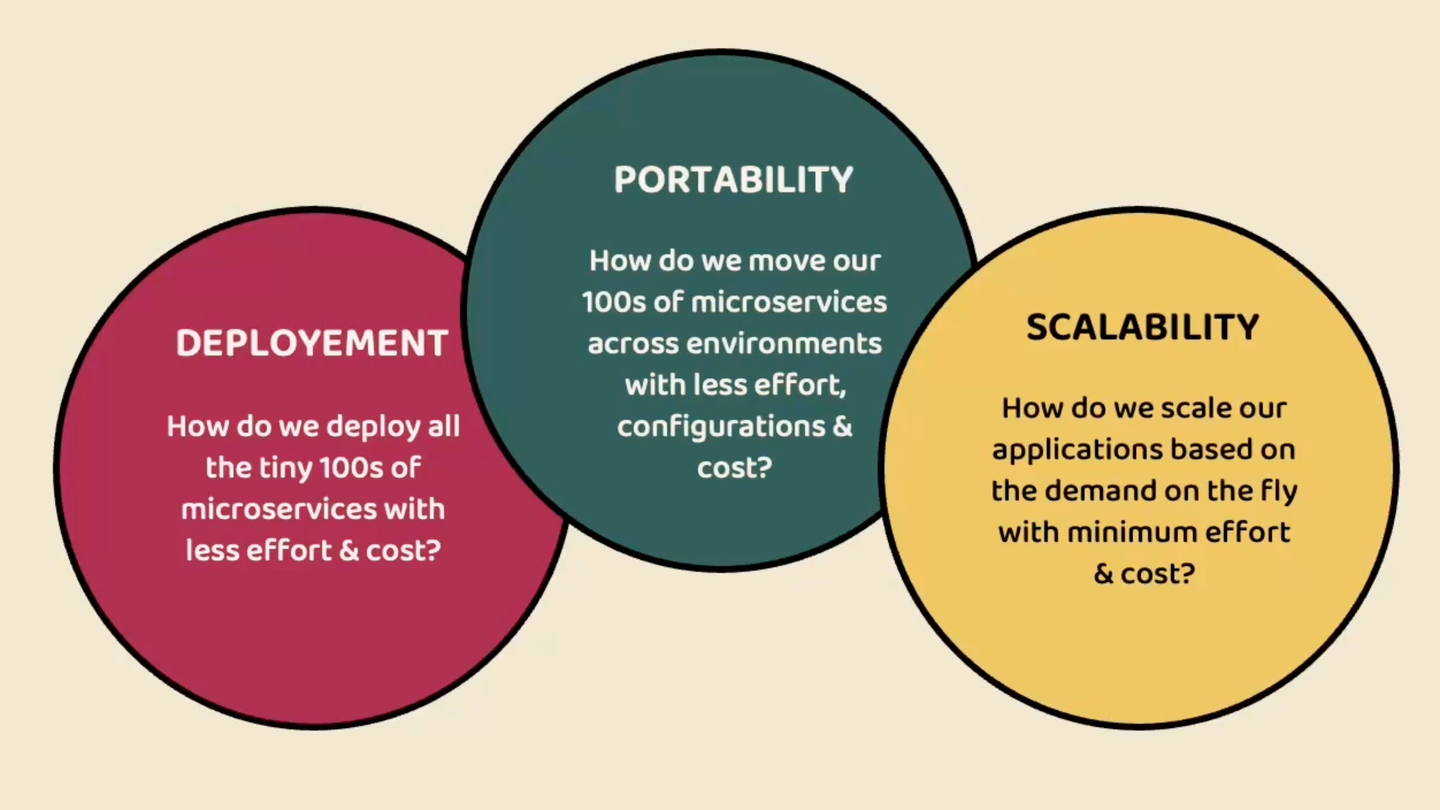 DEPLOYEMENT
How do we deploy all
the tiny 100s of
microservices with
less effort & cost?
PORTABILITY
How do we move our
100s of microservices
across environments
with less effort,
configurations &
cost?
SCALABILITY
How do we scale our
applications based on
the demand on the fly
with minimum effort
& cost?